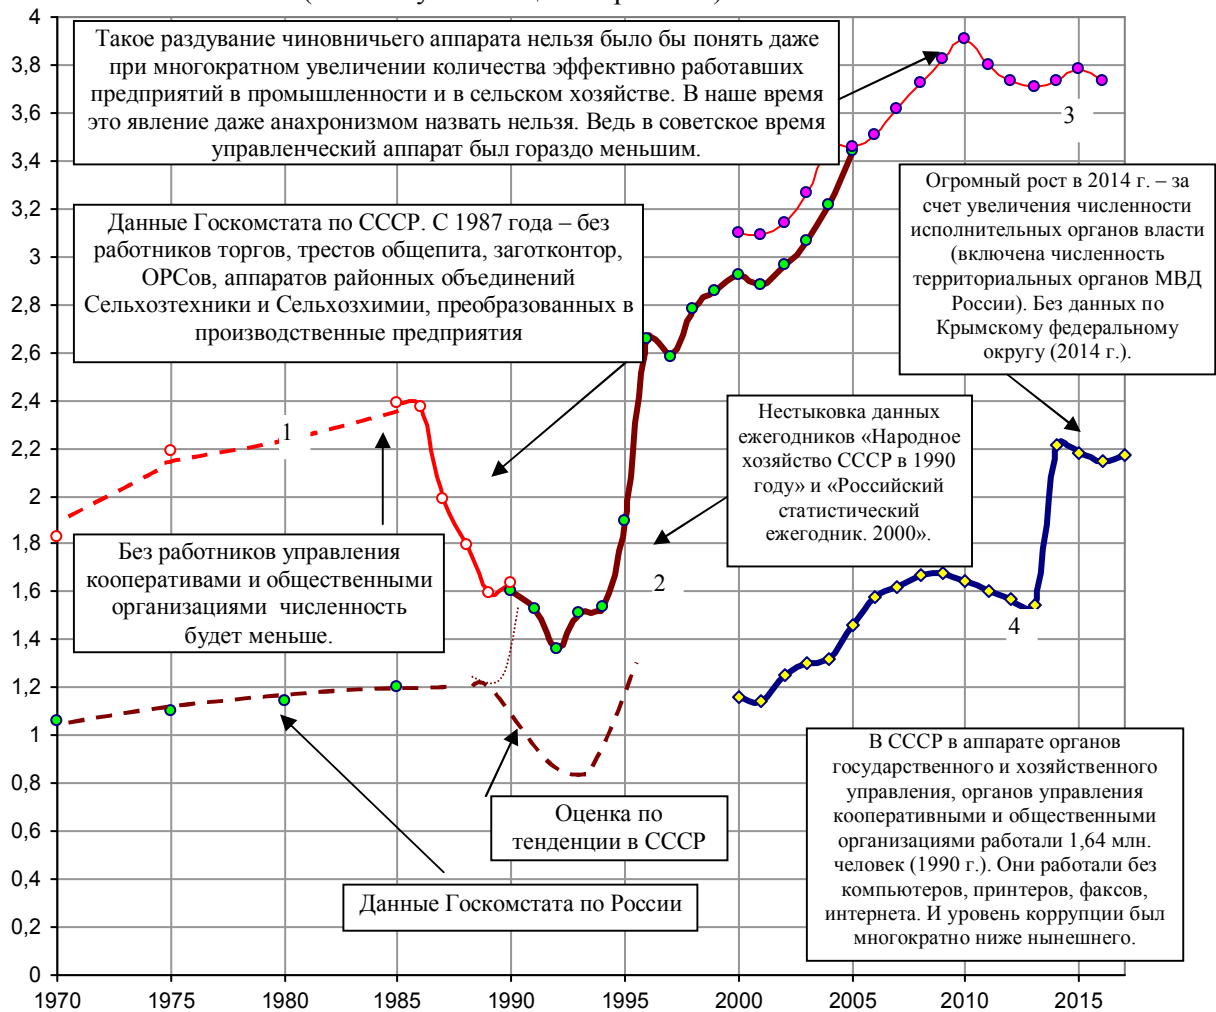 4
3,8
3,6
3,4
3,2
3
2,8
2,6
2,4
2,2
2
1,8
1,6
1,4
1,2
1
0,8
0,6
0,4
0,2
0
Такое раздувание чиновничьего аппарата нельзя было бы понять даже
при многократном увеличении количества эффективно работавших
предприятий в промышленности и в сельском хозяйстве. В наше время
это явление даже анахронизмом назвать нельзя. Ведь в советское время
управленческий аппарат был гораздо меньшим.
3
Огромный рост в 2014 г. – за
счет увеличения численности
исполнительных органов власти
(включена численность
территориальных органов МВД
России). Без данных по
Крымскому федеральному
округу (2014 г.).
Данные Госкомстата по СССР. С 1987 года – без
работников торгов, трестов общепита, заготконтор,
ОРСов, аппаратов районных объединений
Сельхозтехники и Сельхозхимии, преобразованных в
производственные предприятия
Нестыковка данных
ежегодников «Народное
хозяйство СССР в 1990
году» и «Российский
статистический
ежегодник. 2000».
1
Без работников управления
кооперативами и общественными
организациями численность
будет меньше.
2
4
В СССР в аппарате органов
государственного и хозяйственного
управления, органов управления
кооперативными и общественными
организациями работали 1,64 млн.
человек (1990 г.). Они работали без
компьютеров, принтеров, факсов,
интернета. И уровень коррупции был
многократно ниже нынешнего.
Оценка по
тенденции в СССР
Данные Госкомстата по России
1970 1975 1980 1985 1990 1995 2000 2005 2010 2015